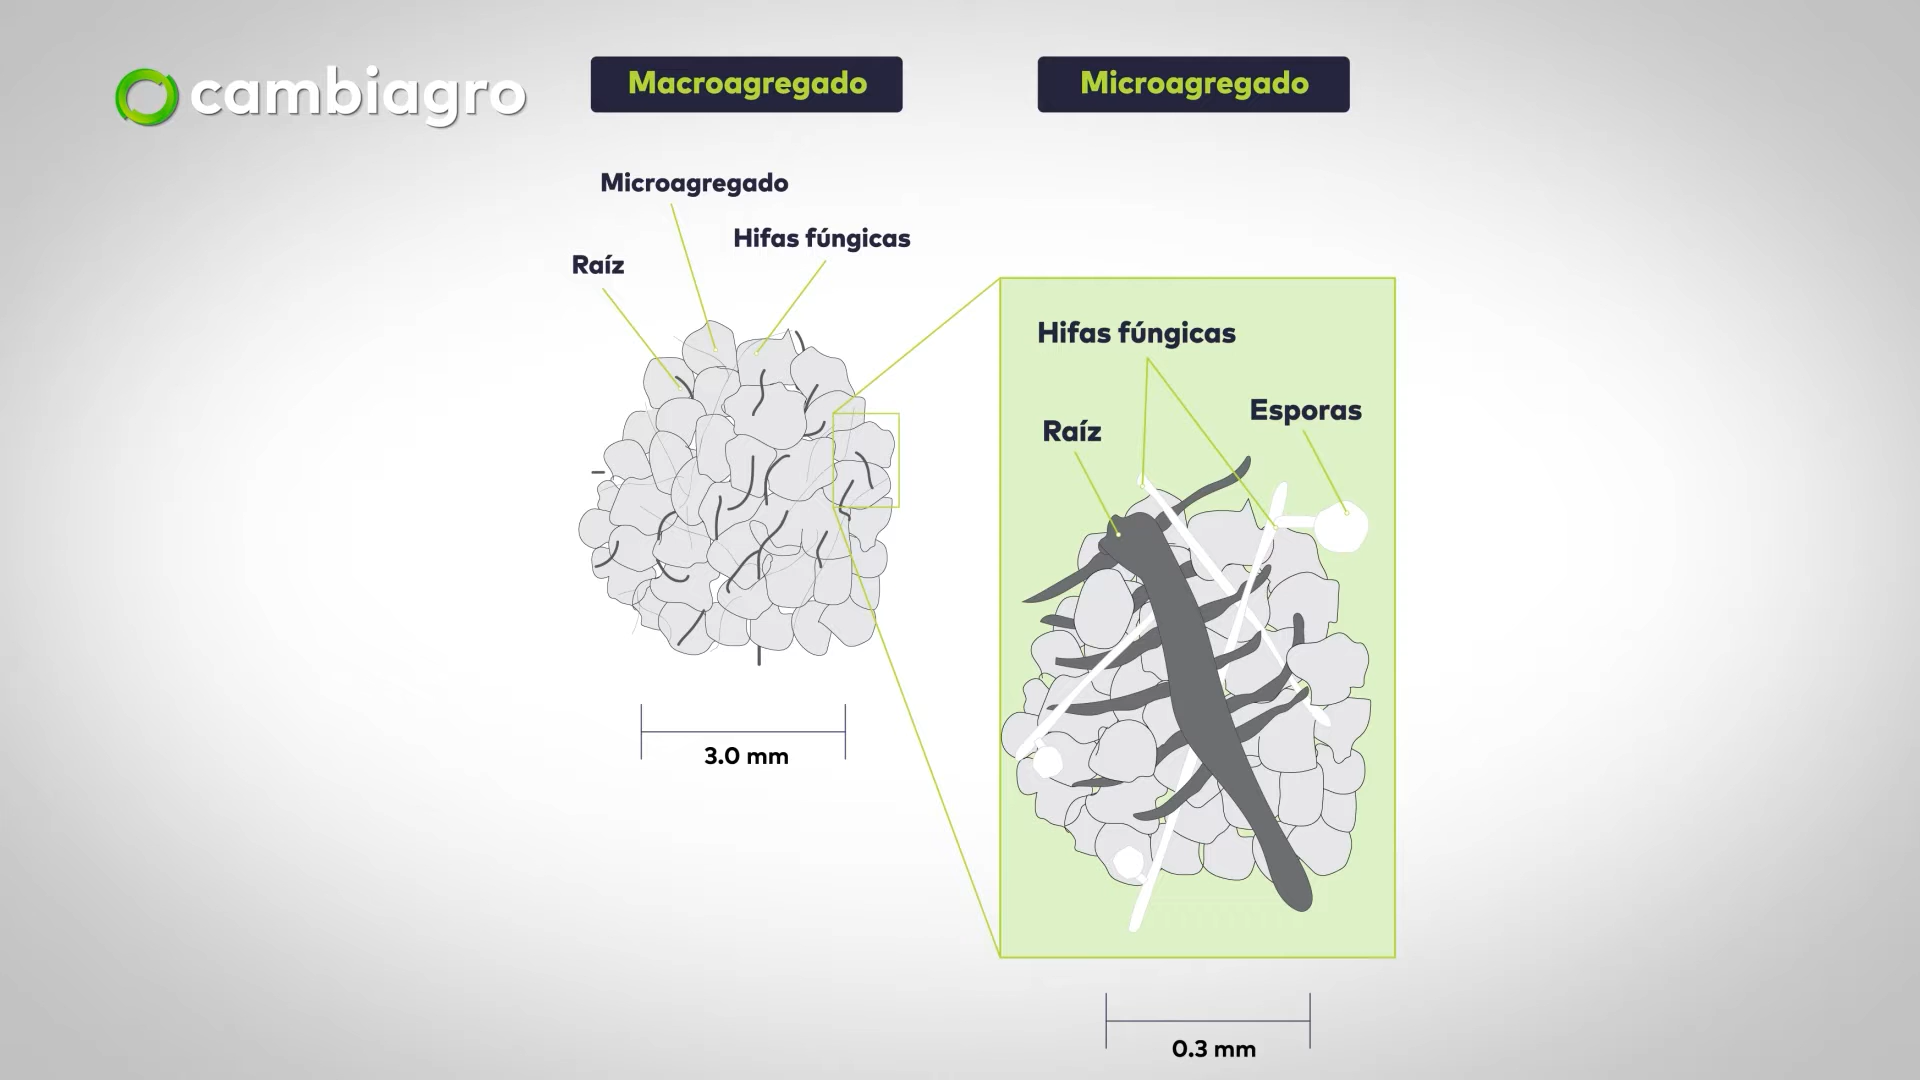 cambiagro
Macroagregado
Microagregado
Microagregado
Hifas fúngicas
Raíz
3.0 mm
Hifas fúngicas
Esporas
Raíz
0.3 mm